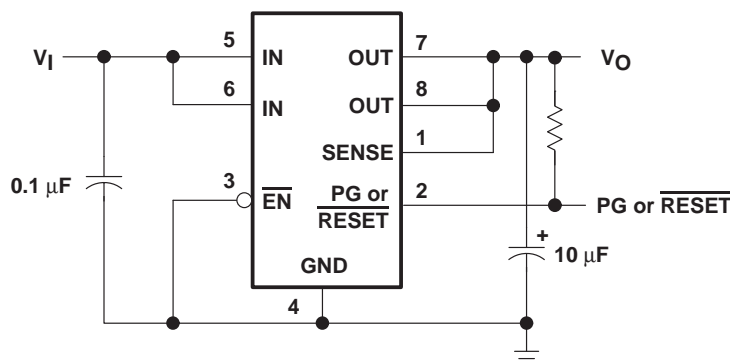 5
7
V_I
IN
OUT
V_O
6
8
IN
OUT
1
SENSE
0.1 μF
3
EN
PG or
RESET
2
PG or RESET
GND
+
10 μF
4